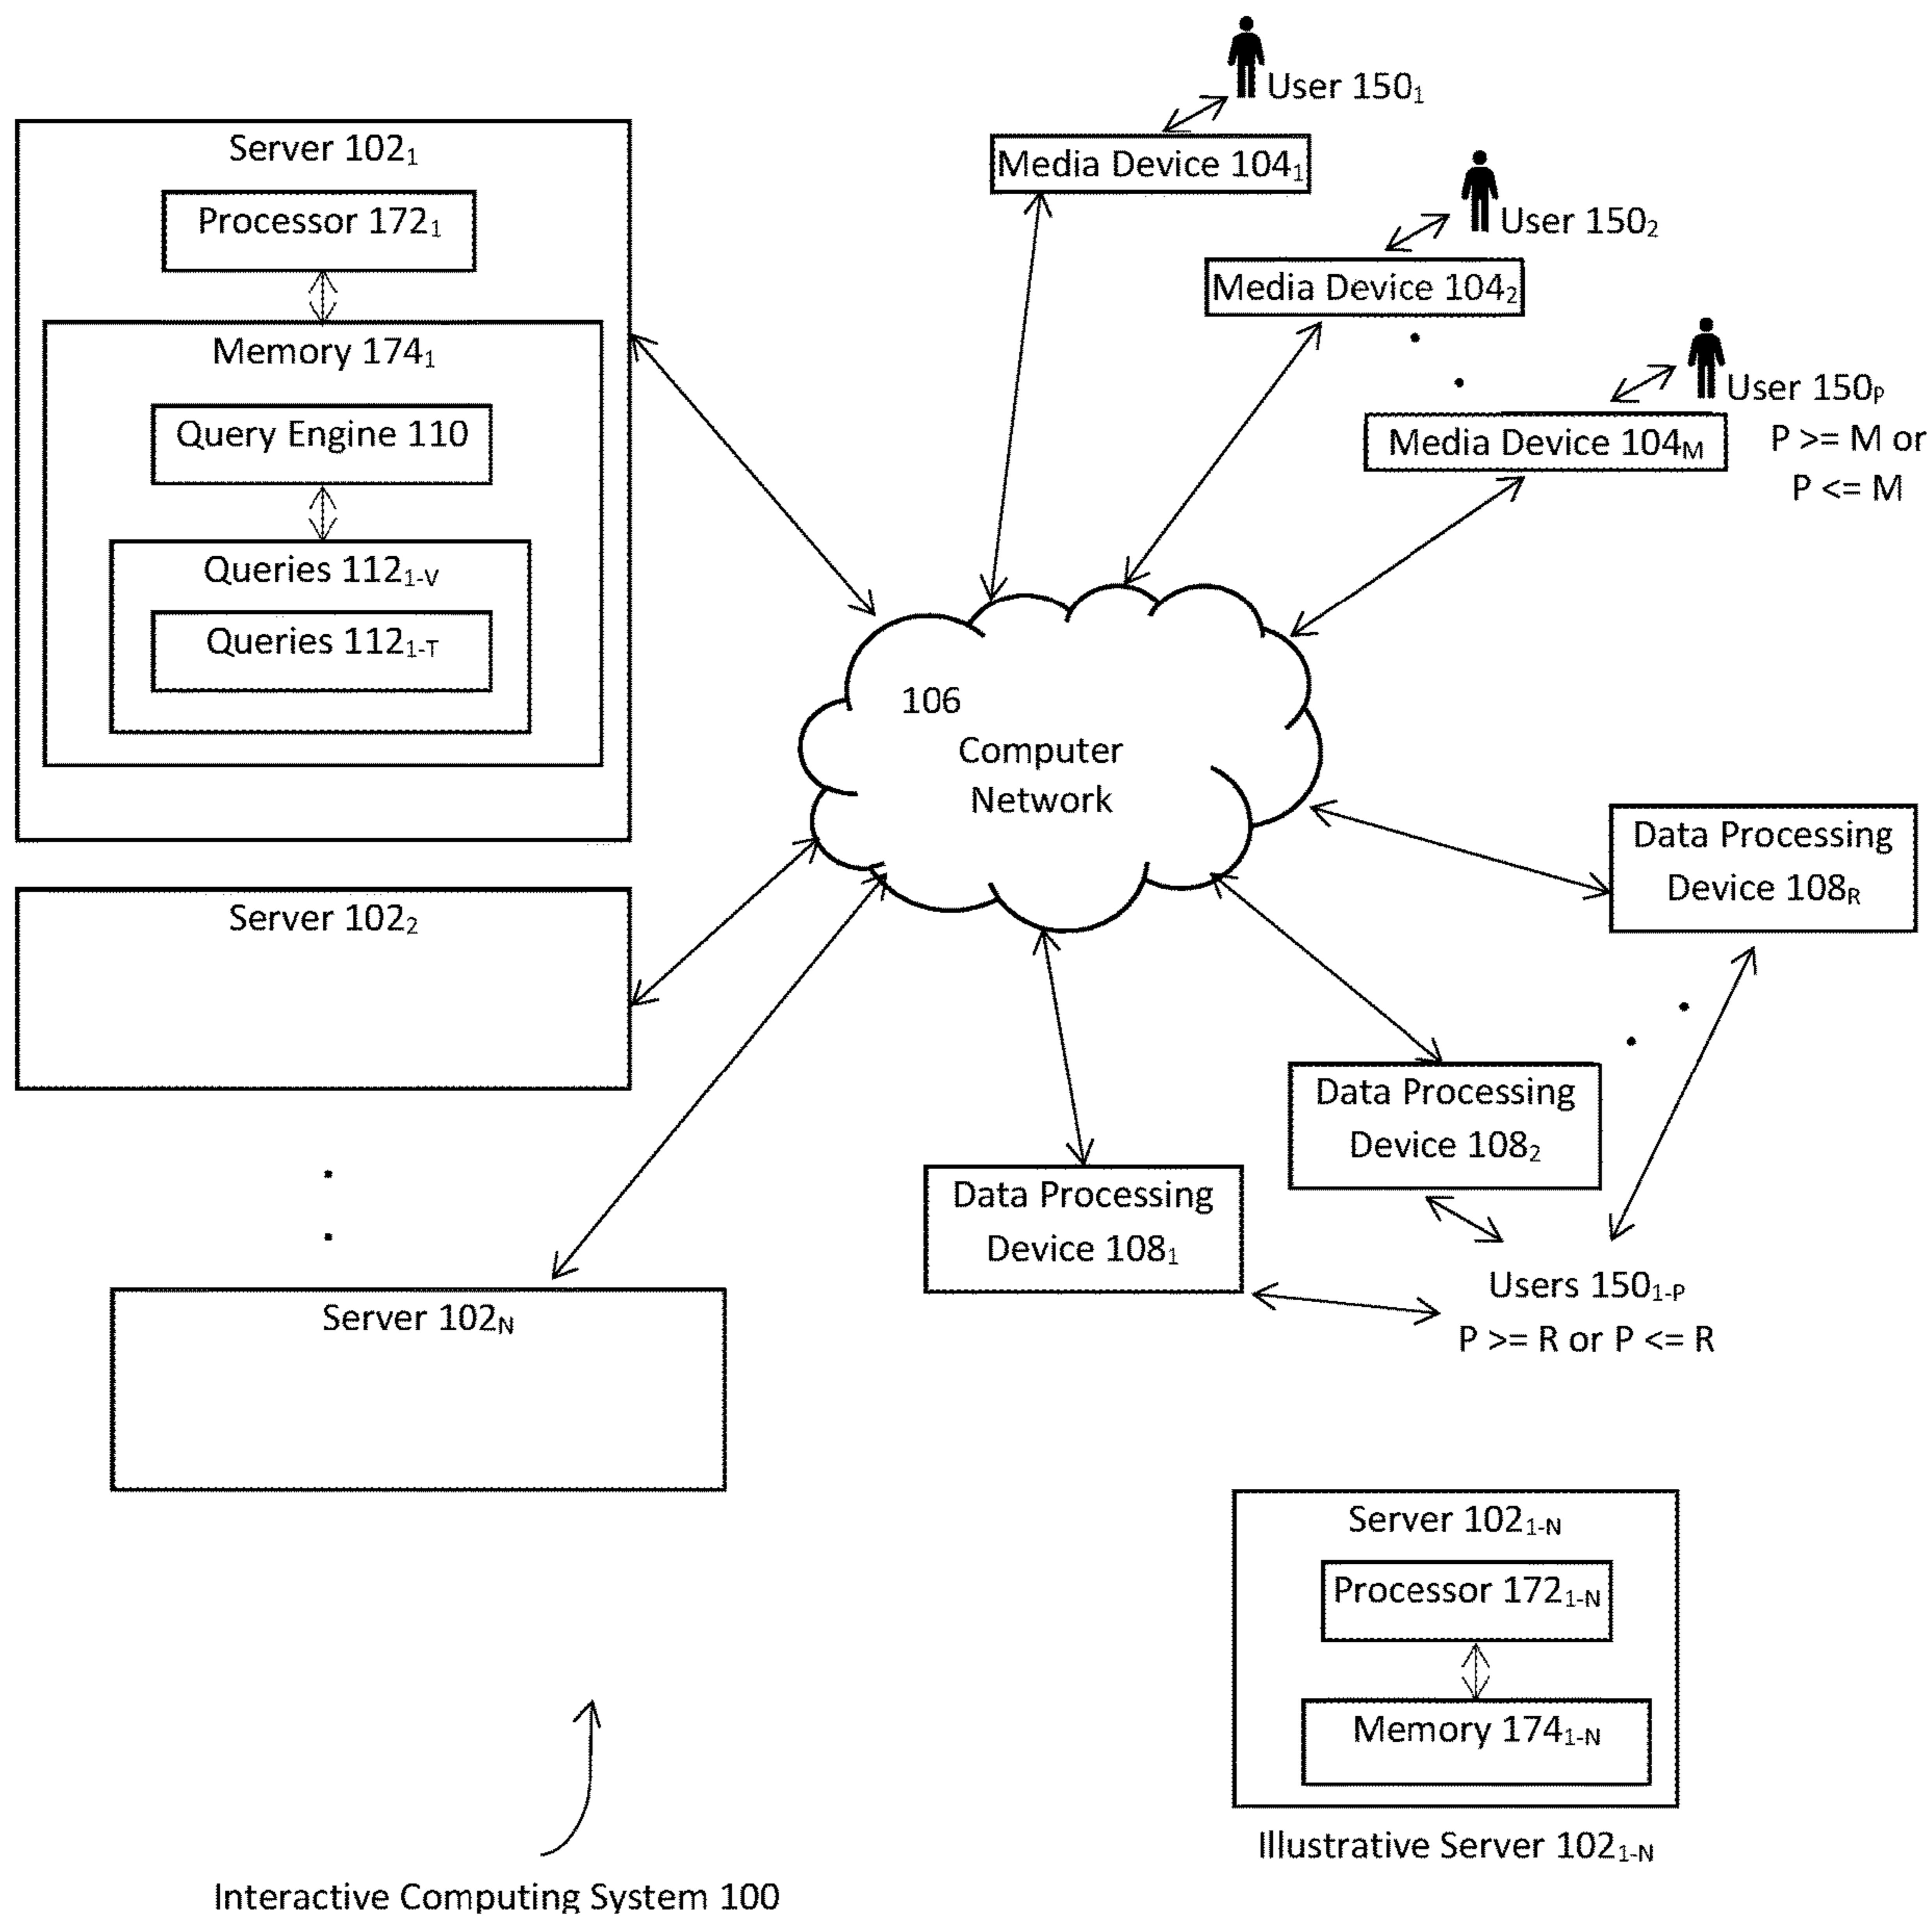 User 150₁
Media Device 104₁
User 150₂
Media Device 104₂
User 150ₚ
P >= M or
P <= M
Media Device 104M
Server 102₁
Processor 172₁
Memory 174₁
Query Engine 110
Queries 1121-V
Queries 1121-T
106
Computer
Network
Server 102₂
Server 102N
Data Processing
Device 108R
Data Processing
Device 108₂
Data Processing
Device 108₁
Users 1501-P
P >= R or P <= R
Server 1021-N
Processor 1721-N
Memory 1741-N
Illustrative Server 1021-N
Interactive Computing System 100